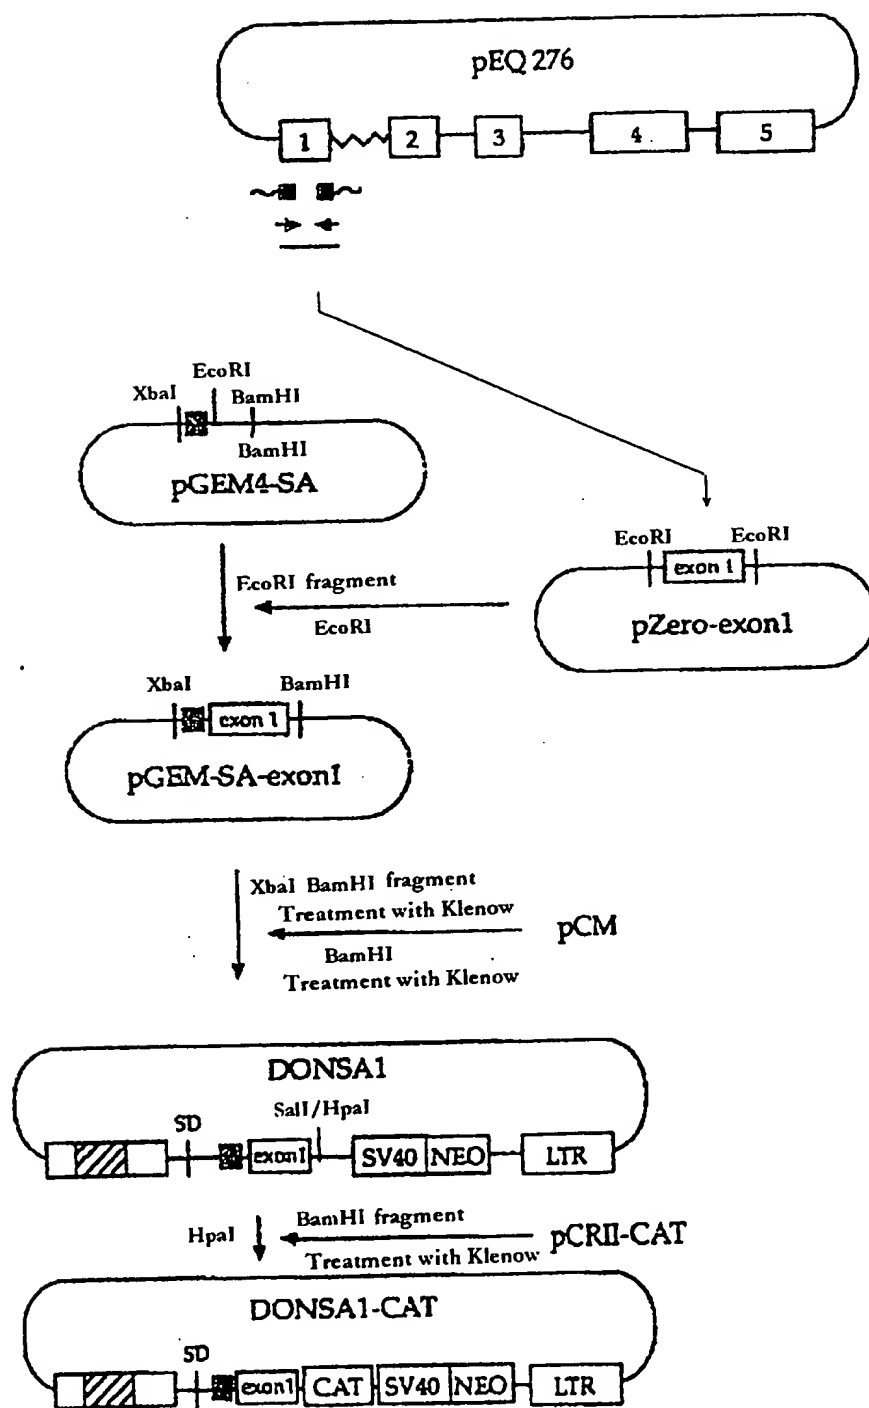 pEQ 276
1 2 3 4 5
EcoRI
XbaI BamHI
BamHI
pGEM4-SA
EcoRI EcoRI
exon 1
pZero-exon1
EcoRI fragment
EcoRI
XbaI BamHI
exon 1
pGEM-SA-exon1
XbaI BamHI fragment
Treatment with Klenow
pCM
BamHI
Treatment with Klenow
DONSA1
SD SalI/HpaI
exon1 SV40 NEO LTR
HpaI BamHI fragment
pCRII-CAT
Treatment with Klenow
DONSA1-CAT
SD
exon1 CAT SV40 NEO LTR